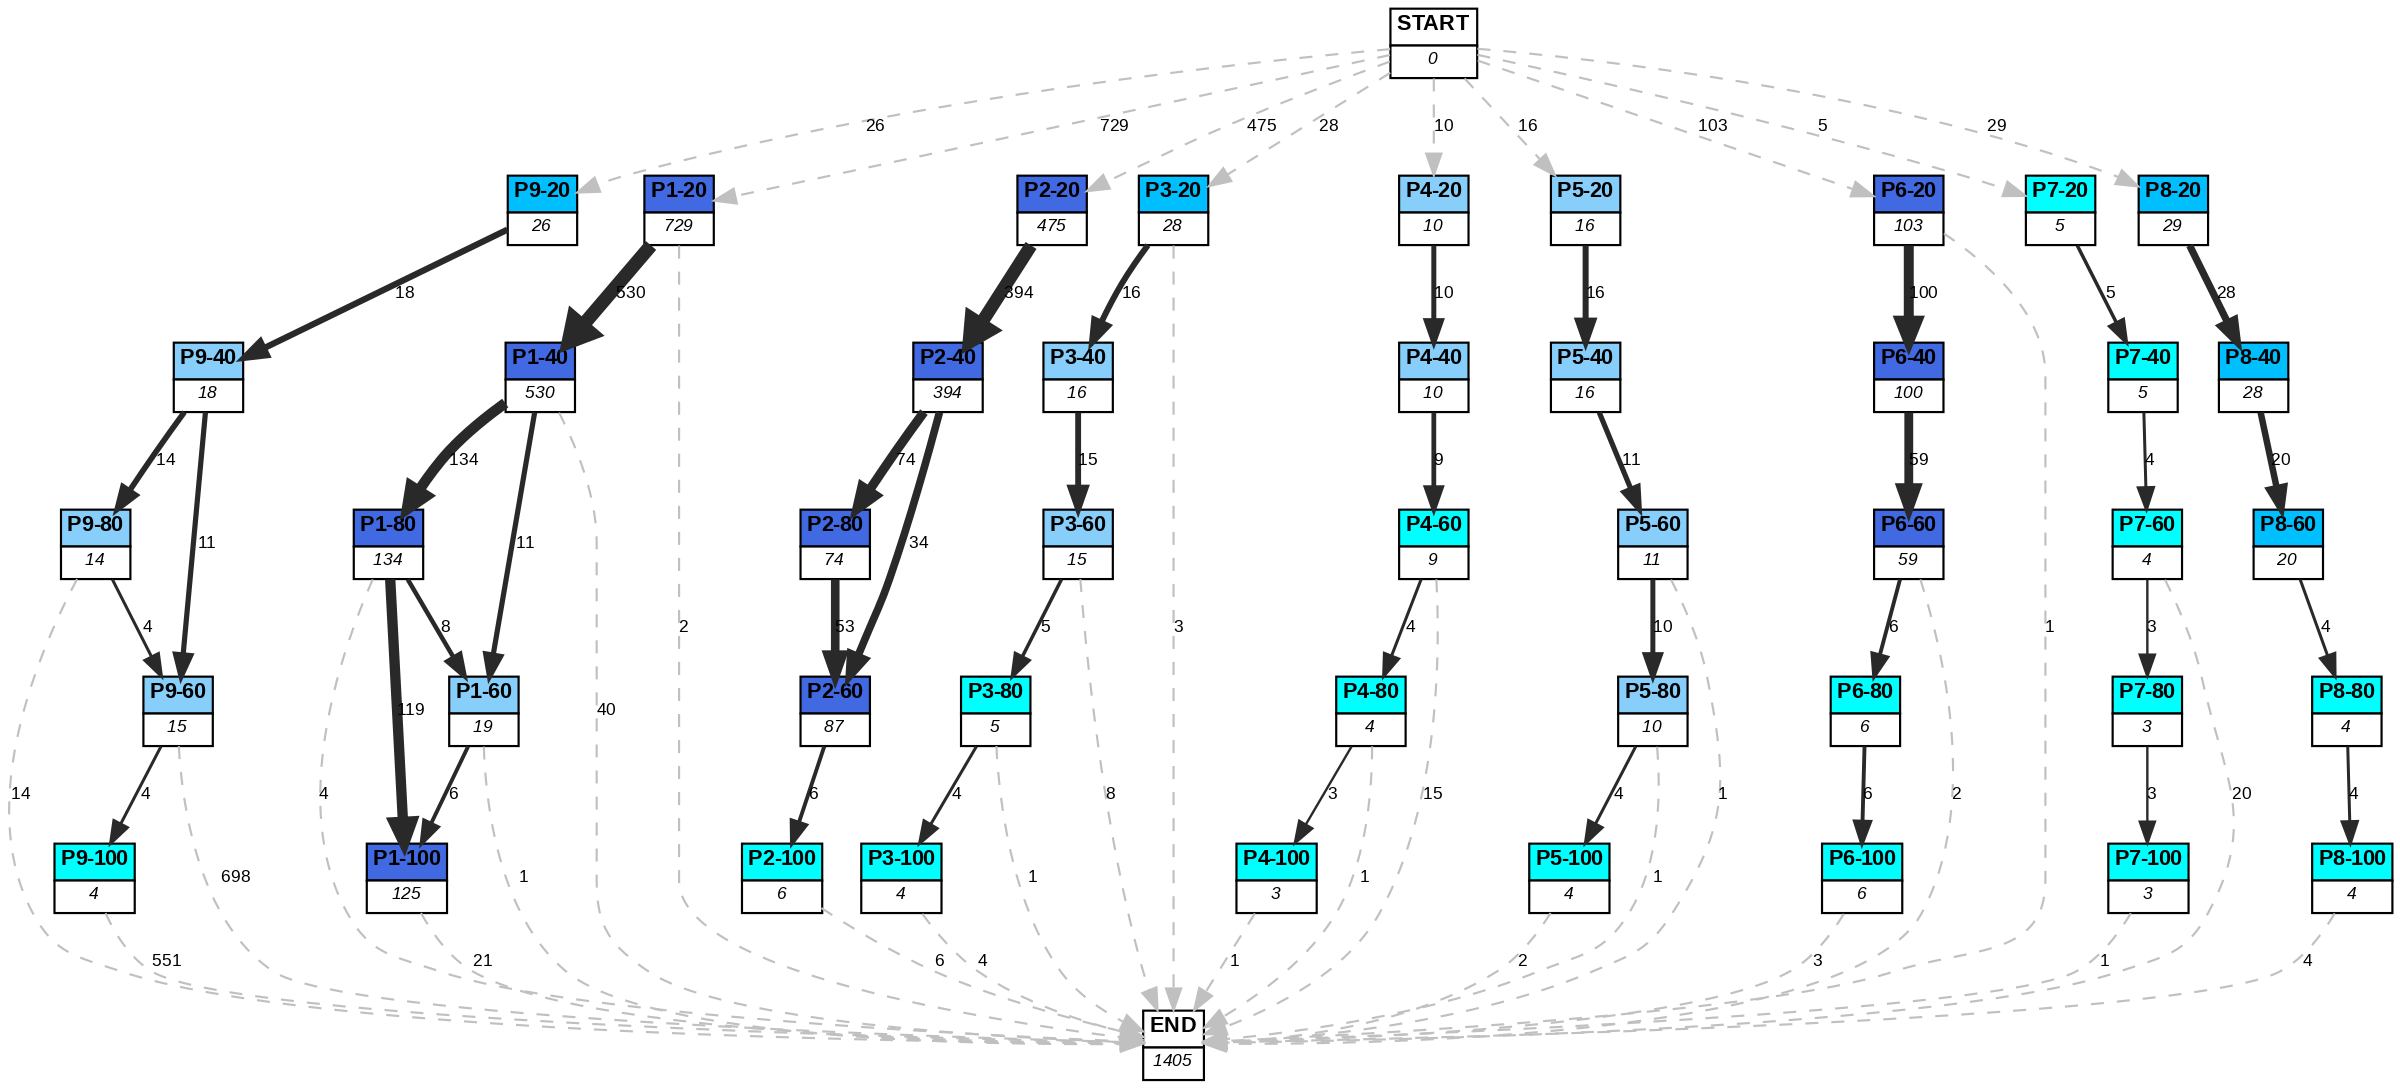 START
0
26
729
475
28
10
16
103
5
29
P9-20
P1-20
P2-20
P3-20
P4-20
P5-20
P6-20
P7-20
P8-20
26
729
475
28
10
16
103
5
29
18
530
394
16
10
16
100
5
28
P9-40
P1-40
P2-40
P3-40
P4-40
P5-40
P6-40
P7-40
P8-40
18
530
394
16
10
16
100
5
28
14
134
74
15
9
11
59
4
20
P9-80
P1-80
P2-80
P3-60
P4-60
P5-60
P6-60
P7-60
P8-60
11
11
34
14
134
74
15
9
11
59
4
20
4
8
53
2
5
3
4
10
6
1
3
4
P9-60
P1-60
P2-60
P3-80
P4-80
P5-80
P6-80
P7-80
P8-80
15
19
87
5
4
10
6
3
4
119
40
14
4
4
6
6
4
8
3
15
4
1
6
2
3
20
4
P9-100
P1-100
P2-100
P3-100
P4-100
P5-100
P6-100
P7-100
P8-100
698
1
1
1
1
4
125
6
4
3
4
6
3
4
551
21
6
4
1
2
3
1
4
END
1405